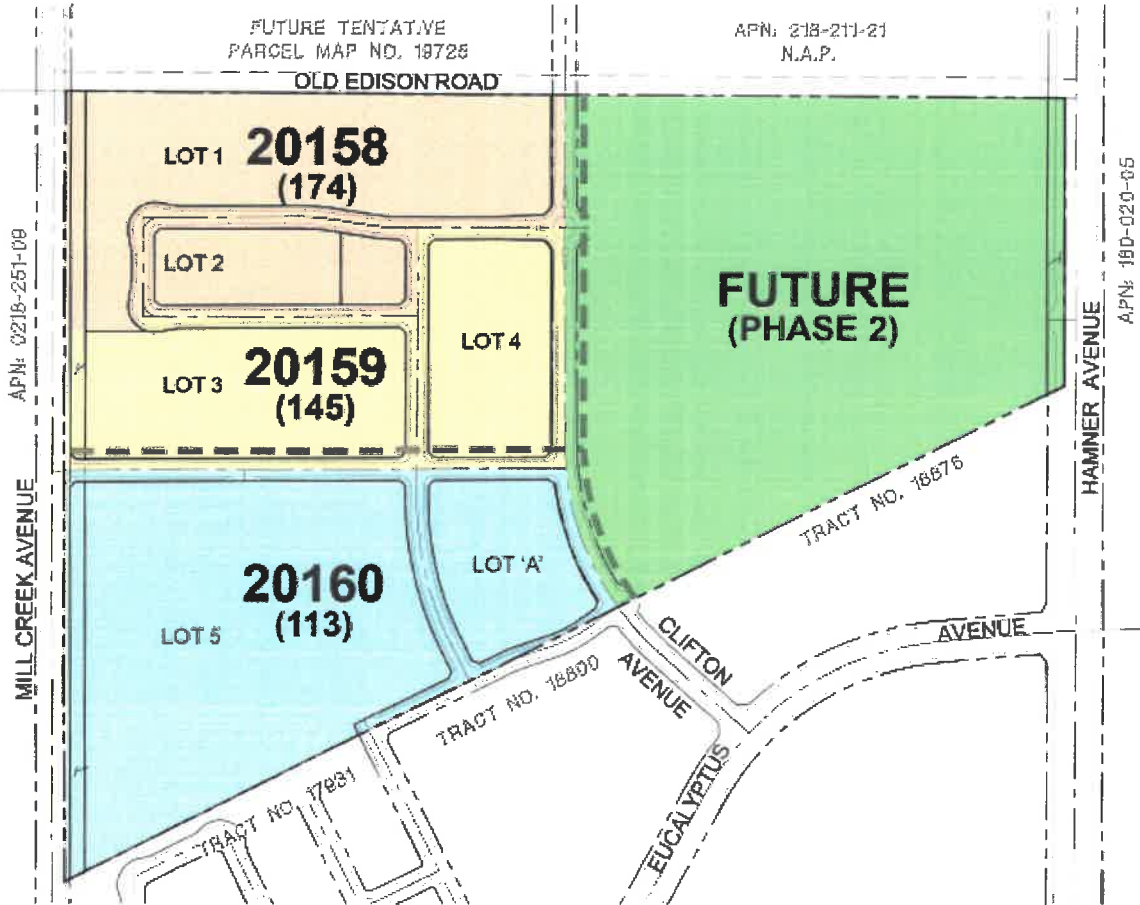 FUTURE TENTATIVE
PARCEL MAP NO. 19725
APN: 218-211-21
N.A.P.
OLD EDISON ROAD
LOT 1
20158
(174)
LOT 2
LOT 4
LOT 3
20159
(145)
FUTURE
(PHASE 2)
APN: 0218-251-09
MILL CREEK AVENUE
APN: 180-020-05
HAMNER AVENUE
LOT 5
20160
(113)
LOT 'A'
TRACT NO. 18876
TRACT NO. 18800
TRACT NO. 17931
CLIFTON
AVENUE
EUCALYPTUS
AVENUE